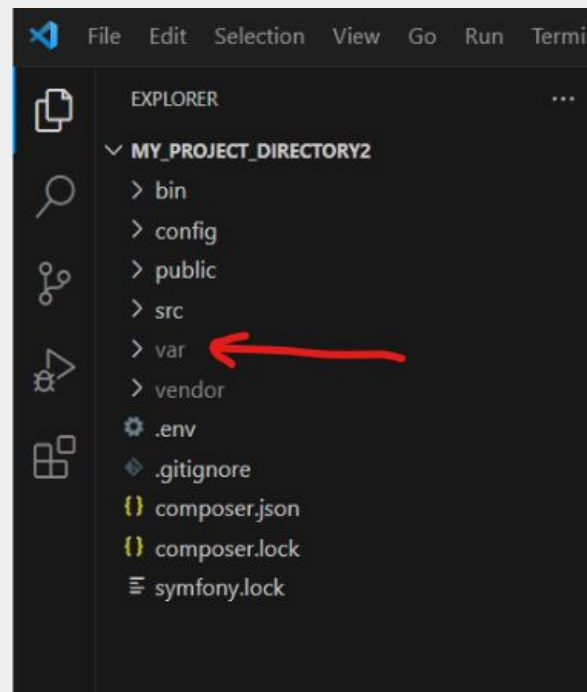 File Edit Selection View Go Run Termi
EXPLORER ...
MY_PROJECT_DIRECTORY2
bin
config
public
src
var
vendor
.env
.gitignore
composer.json
composer.lock
symfony.lock